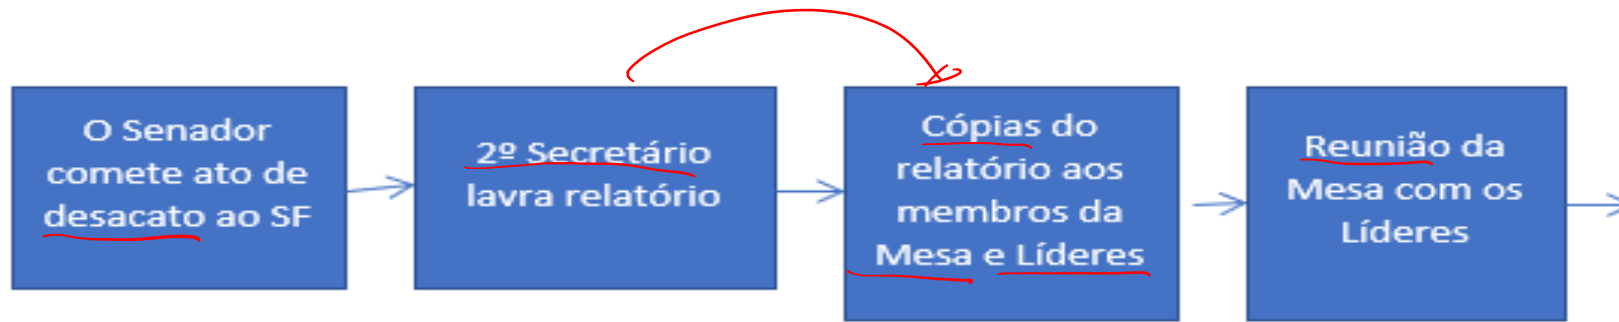 O Senador
comete ato de
desacato ao SF
2º Secretário
lavra relatório
Cópias do
relatório aos
membros da
Mesa e Líderes
Reunião da
Mesa com os
Líderes